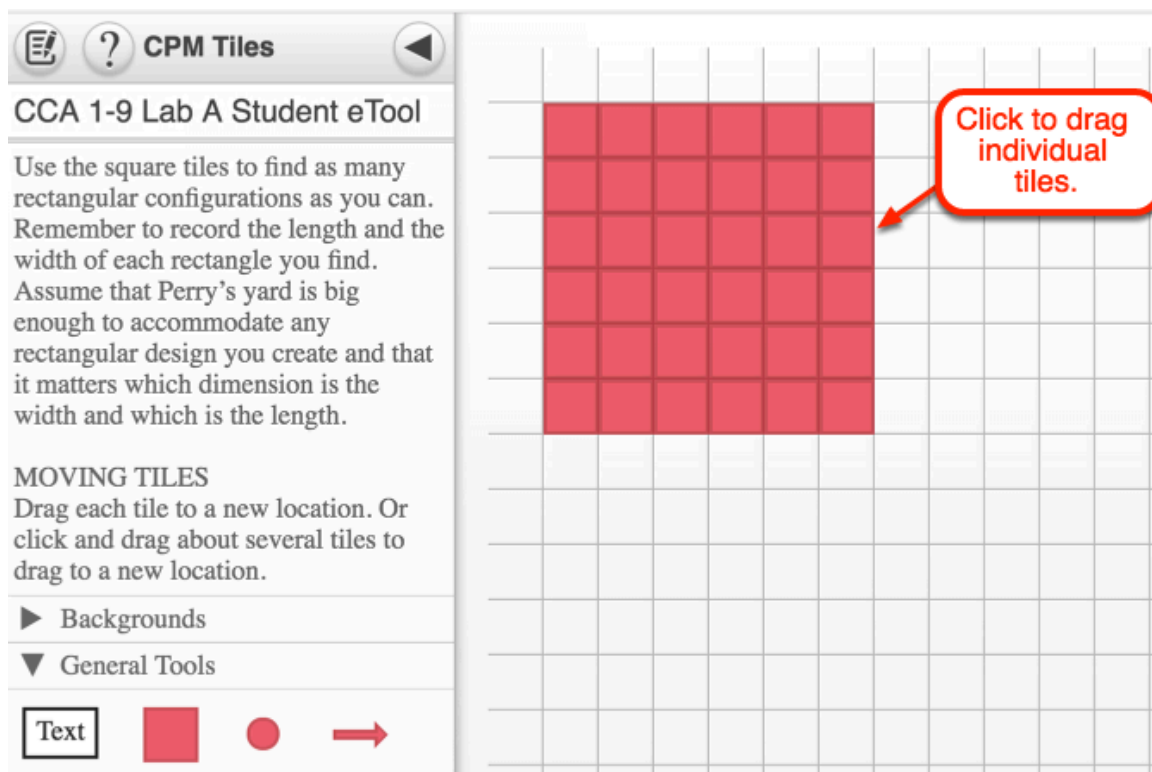 CPM Tiles
CCA 1-9 Lab A Student eTool
Use the square tiles to find as many
rectangular configurations as you can.
Remember to record the length and the
width of each rectangle you find.
Assume that Perry’s yard is big
enough to accommodate any
rectangular design you create and that
it matters which dimension is the
width and which is the length.
MOVING TILES
Drag each tile to a new location. Or
click and drag about several tiles to
drag to a new location.
Backgrounds
General Tools
Text
Click to drag
individual
tiles.